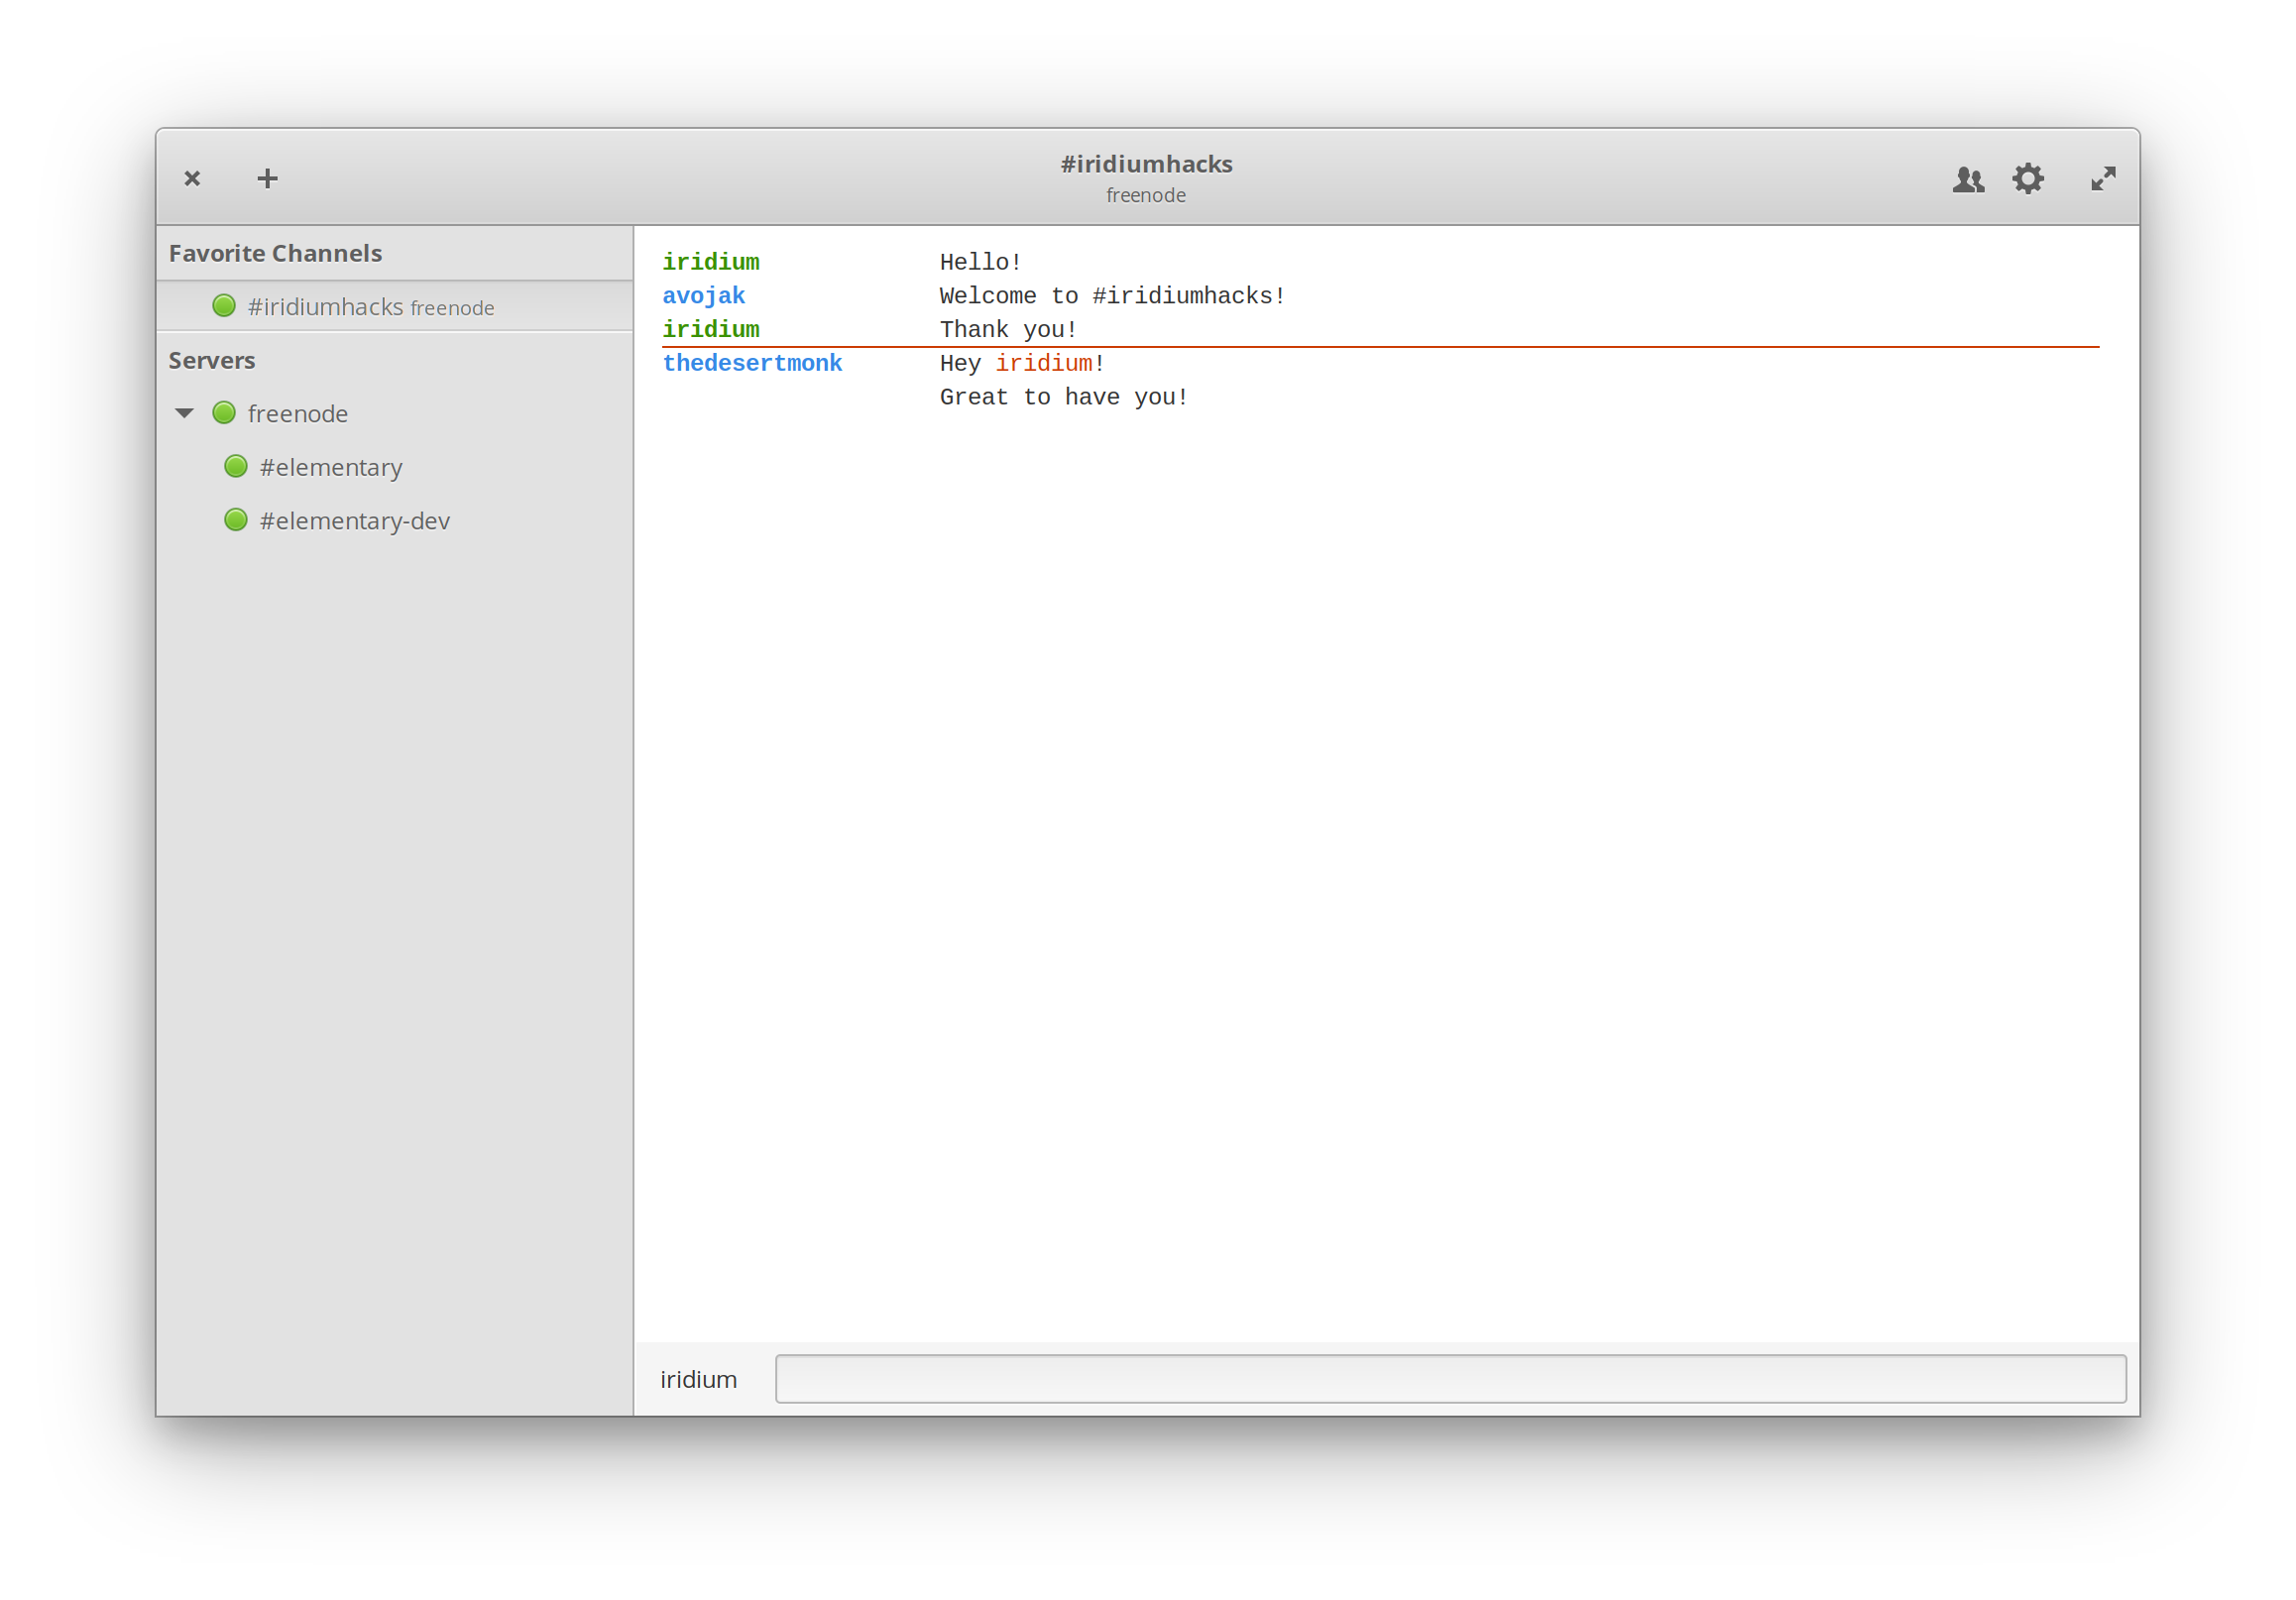 #iridiumhacks
freenode
Favorite Channels
#iridiumhacks freenode
Servers
freenode
#elementary
#elementary-dev
iridium Hello!
avojak Welcome to #iridiumhacks!
iridium Thank you!
thedesertmonk Hey iridium!
Great to have you!
iridium